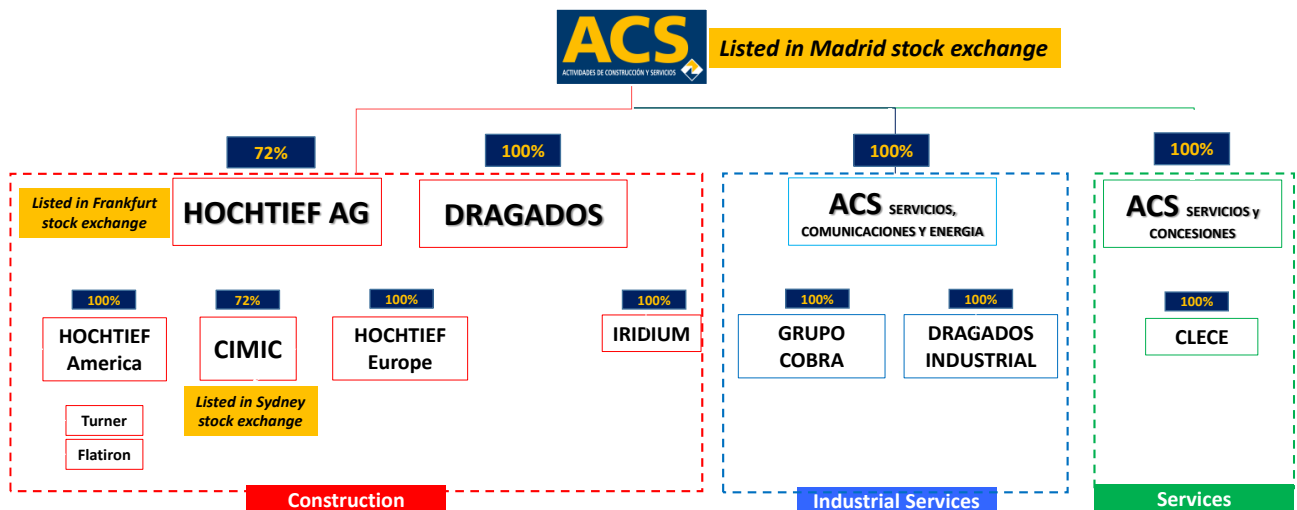 ACS
ACTIVIDADES DE CONSTRUCCIÓN Y SERVICIOS
Listed in Madrid stock exchange
72%
100%
100%
100%
Listed in Frankfurt
stock exchange
HOCHTIEF AG
DRAGADOS
ACS SERVICIOS,
COMUNICACIONES Y ENERGIA
ACS SERVICIOS y
CONCESIONES
100%
72%
100%
100%
100%
100%
100%
HOCHTIEF
America
CIMIC
HOCHTIEF
Europe
IRIDIUM
GRUPO
COBRA
DRAGADOS
INDUSTRIAL
CLECE
Listed in Sydney
stock exchange
Turner
Flatiron
Construction
Industrial Services
Services